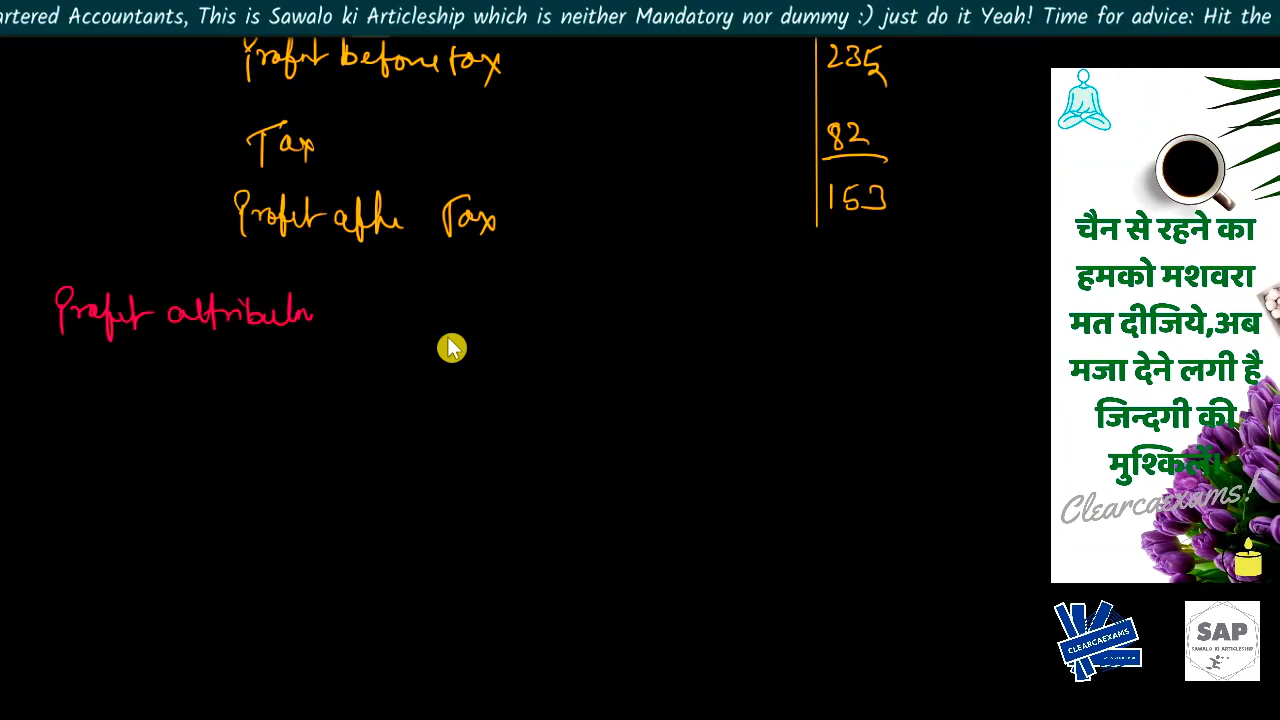 rtered Accountants, This is Sawalo ki Articleship which is neither Mandatory nor dummy :) just do it Yeah! Time for advice: Hit the
Profit before tax 235
Tax 82
Profit afte Tax 153
Profit attributa
चैन से रहने का
हमको मशवरा
मत दीजिये,अब
मजा देने लगी है
जिन्दगी की
मुश्किलें।
Clearcaexams!
CLEARCAEXAMS
SAP
SAWALO KI ARTICLESHIP